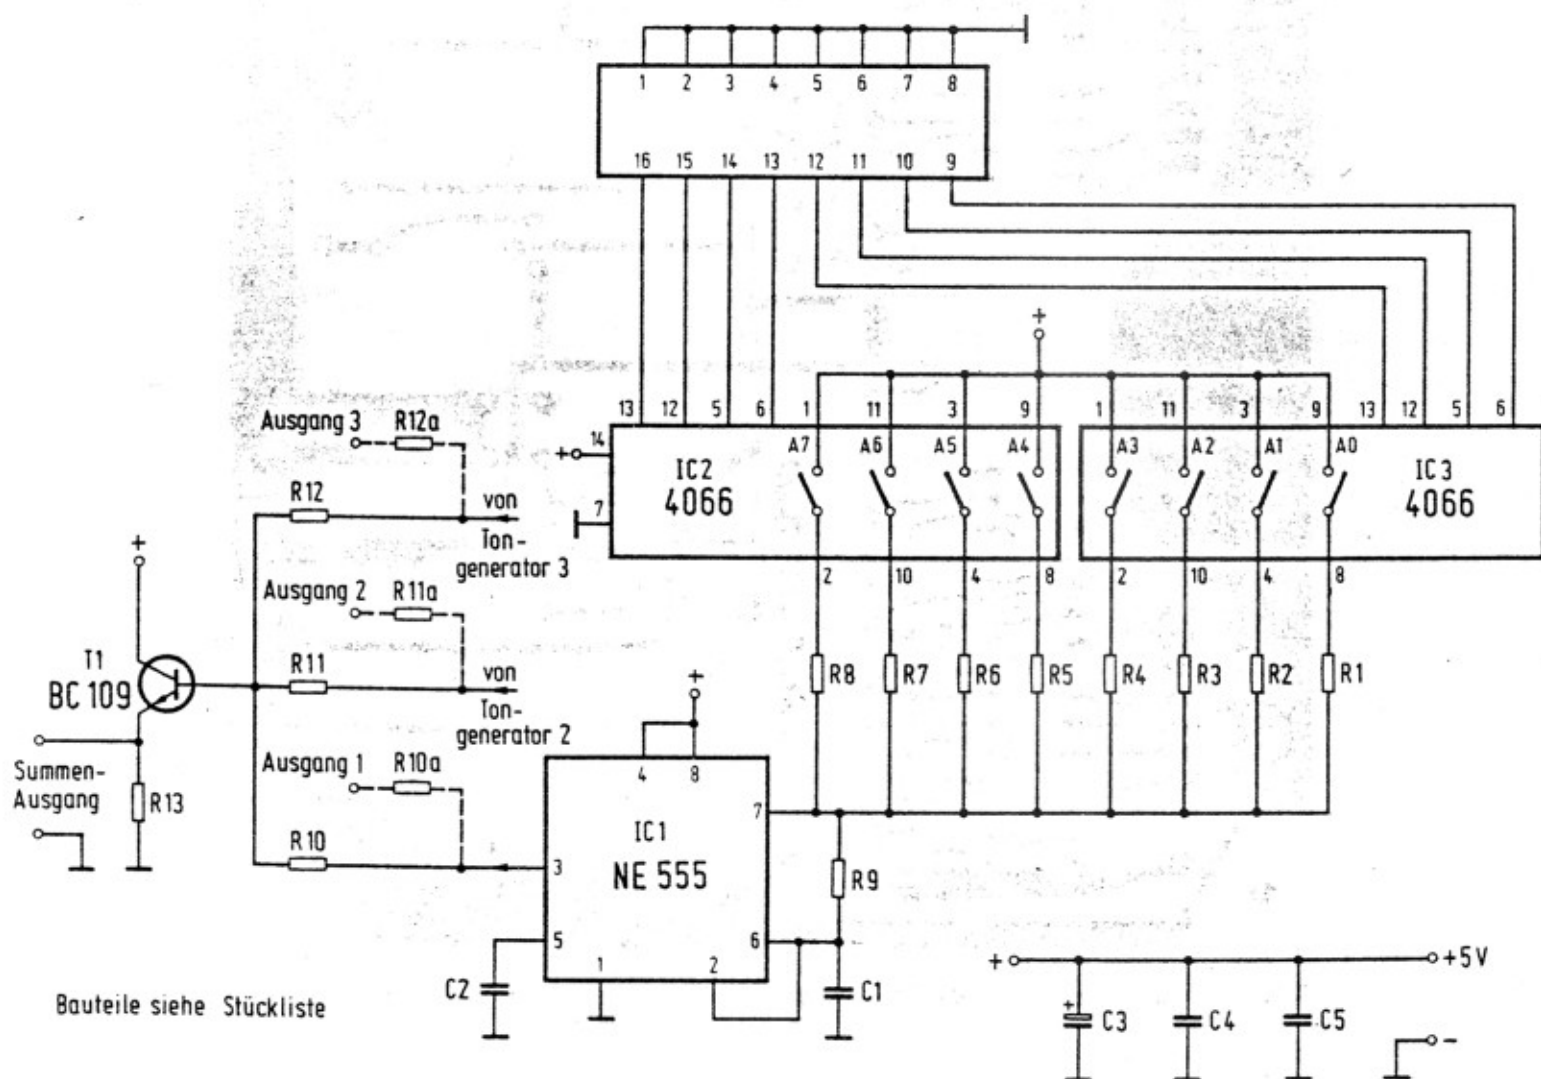 1 2 3 4 5 6 7 8
16 15 14 13 12 11 10 9
+
13 12 5 6 1 11 3 9 1 11 3 9 13 12 5 6
Ausgang 3 R12a
14
+
A7 A6 A5 A4 A3 A2 A1 A0
IC2
4066
IC3
4066
R12
von
Ton-
generator 3
7
+
2 10 4 8 2 10 4 8
Ausgang 2 R11a
T1
BC 109
R11
von
Ton-
generator 2
R8 R7 R6 R5 R4 R3 R2 R1
+
Ausgang 1 R10a
4 8
Summen-
Ausgang
R13
7
IC1
NE 555
R10
3
R9
5
6
1 2
C2
C1
+
+5V
Bauteile siehe Stückliste
+
C3 C4 C5
-